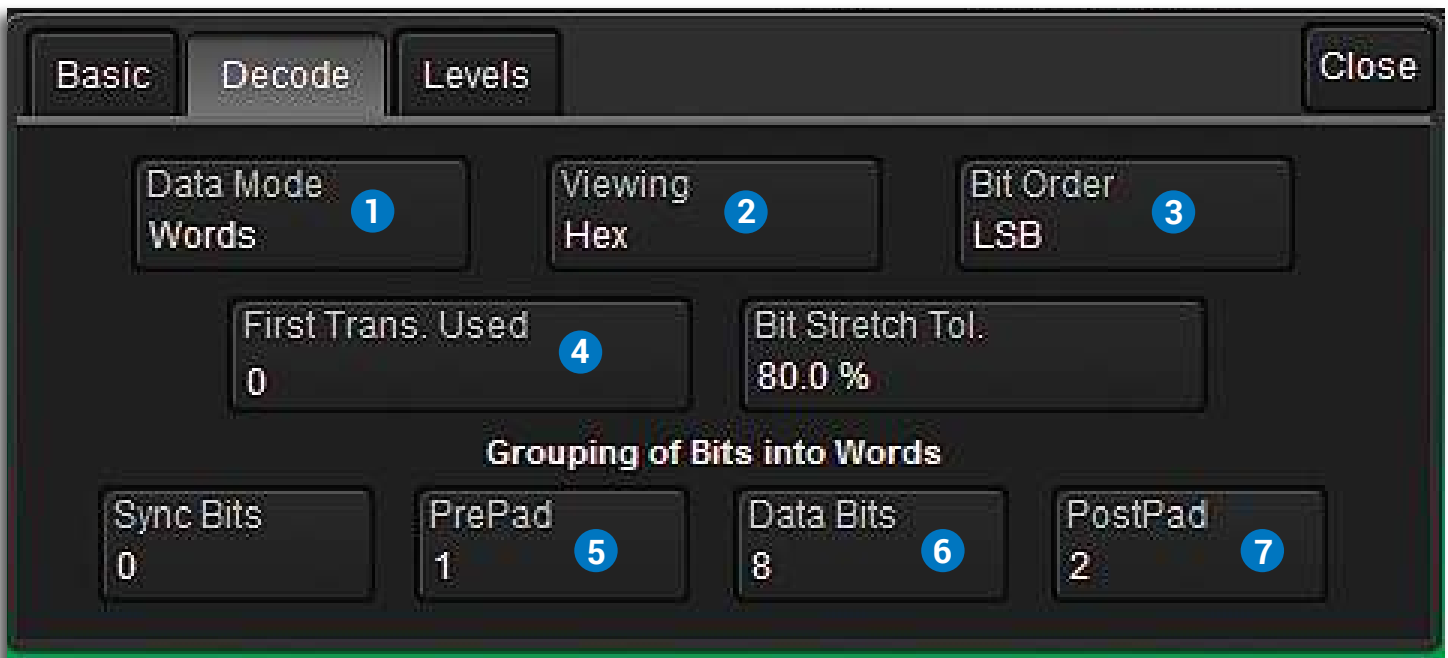 Basic Decode Levels Close
Data Mode 1 Viewing 2 Bit Order 3
Words Hex LSB
First Trans. Used 4 Bit Stretch Tol.
0 80.0 %
Grouping of Bits into Words
Sync Bits PrePad 5 Data Bits 6 PostPad 7
0 1 8 2